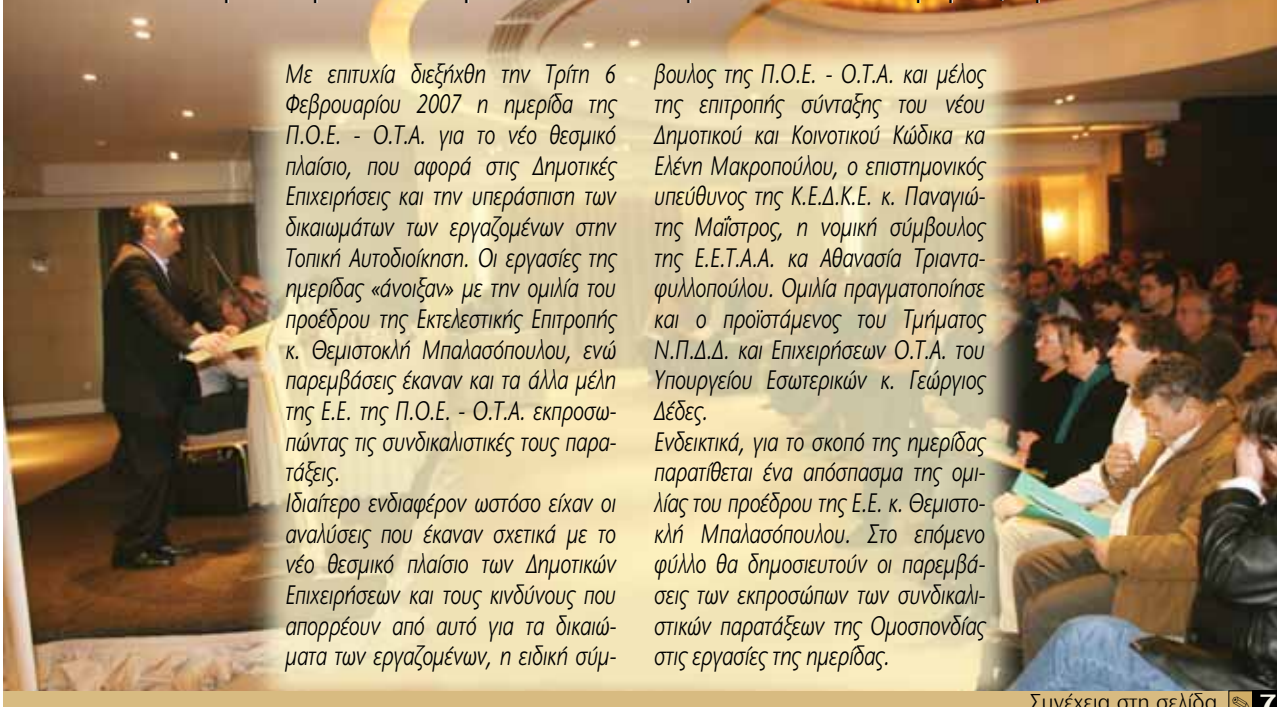 Με επιτυχία διεξήχθη την Τρίτη 6
Φεβρουαρίου 2007 η ημερίδα της
Π.Ο.Ε. - Ο.Τ.Α. για το νέο θεσμικό
πλαίσιο, που αφορά στις Δημοτικές
Επιχειρήσεις και την υπεράσπιση των
δικαιωμάτων των εργαζομένων στην
Τοπική Αυτοδιοίκηση. Οι εργασίες της
ημερίδας «άνοιξαν» με την ομιλία του
προέδρου της Εκτελεστικής Επιτροπής
κ. Θεμιστοκλή Μπαλασόπουλου, ενώ
παρεμβάσεις έκαναν και τα άλλα μέλη
της Ε.Ε. της Π.Ο.Ε. - Ο.Τ.Α. εκπροσω-
πώντας τις συνδικαλιστικές τους παρα-
τάξεις.
Ιδιαίτερο ενδιαφέρον ωστόσο είχαν οι
αναλύσεις που έκαναν σχετικά με το
νέο θεσμικό πλαίσιο των Δημοτικών
Επιχειρήσεων και τους κινδύνους που
απορρέουν από αυτό για τα δικαιώ-
ματα των εργαζομένων, η ειδική σύμ-
βουλος της Π.Ο.Ε. - Ο.Τ.Α. και μέλος
της επιτροπής σύνταξης του νέου
Δημοτικού και Κοινοτικού Κώδικα κα
Ελένη Μακροπούλου, ο επιστημονικός
υπεύθυνος της Κ.Ε.Δ.Κ.Ε. κ. Παναγιώ-
της Μαΐστρος, η νομική σύμβουλος
της Ε.Ε.Τ.Α.Α. κα Αθανασία Τριαντα-
φυλλοπούλου. Ομιλία πραγματοποίησε
και ο προϊστάμενος του Τμήματος
Ν.Π.Δ.Δ. και Επιχειρήσεων Ο.Τ.Α. του
Υπουργείου Εσωτερικών κ. Γεώργιος
Δέδες.
Ενδεικτικά, για το σκοπό της ημερίδας
παρατίθεται ένα απόσπασμα της ομι-
λίας του προέδρου της Ε.Ε. κ. Θεμιστο-
κλή Μπαλασόπουλου. Στο επόμενο
φύλλο θα δημοσιευτούν οι παρεμβά-
σεις των εκπροσώπων των συνδικαλι-
στικών παρατάξεων της Ομοσπονδίας
στις εργασίες της ημερίδας.
Συνέχεια στη σελίδα 7